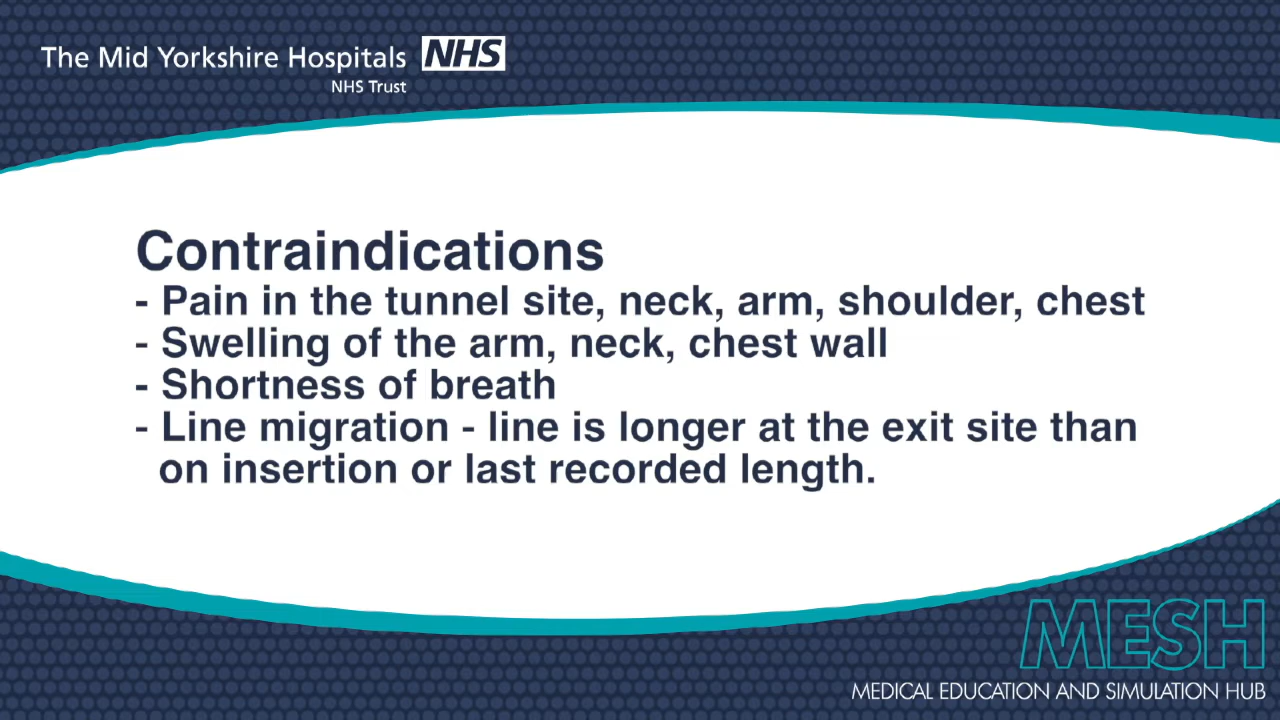 The Mid Yorkshire Hospitals NHS
NHS Trust
Contraindications
- Pain in the tunnel site, neck, arm, shoulder, chest
- Swelling of the arm, neck, chest wall
- Shortness of breath
- Line migration - line is longer at the exit site than
on insertion or last recorded length.
MESH
MEDICAL EDUCATION AND SIMULATION HUB